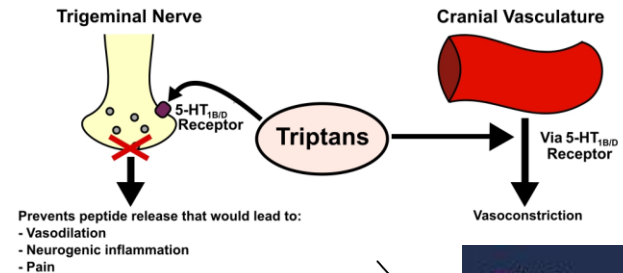 Trigeminal Nerve
Cranial Vasculature
5-HT1B/D
Receptor
Triptans
Via 5-HT1B/D
Receptor
Prevents peptide release that would lead to:
- Vasodilation
- Neurogenic inflammation
- Pain
Vasoconstriction